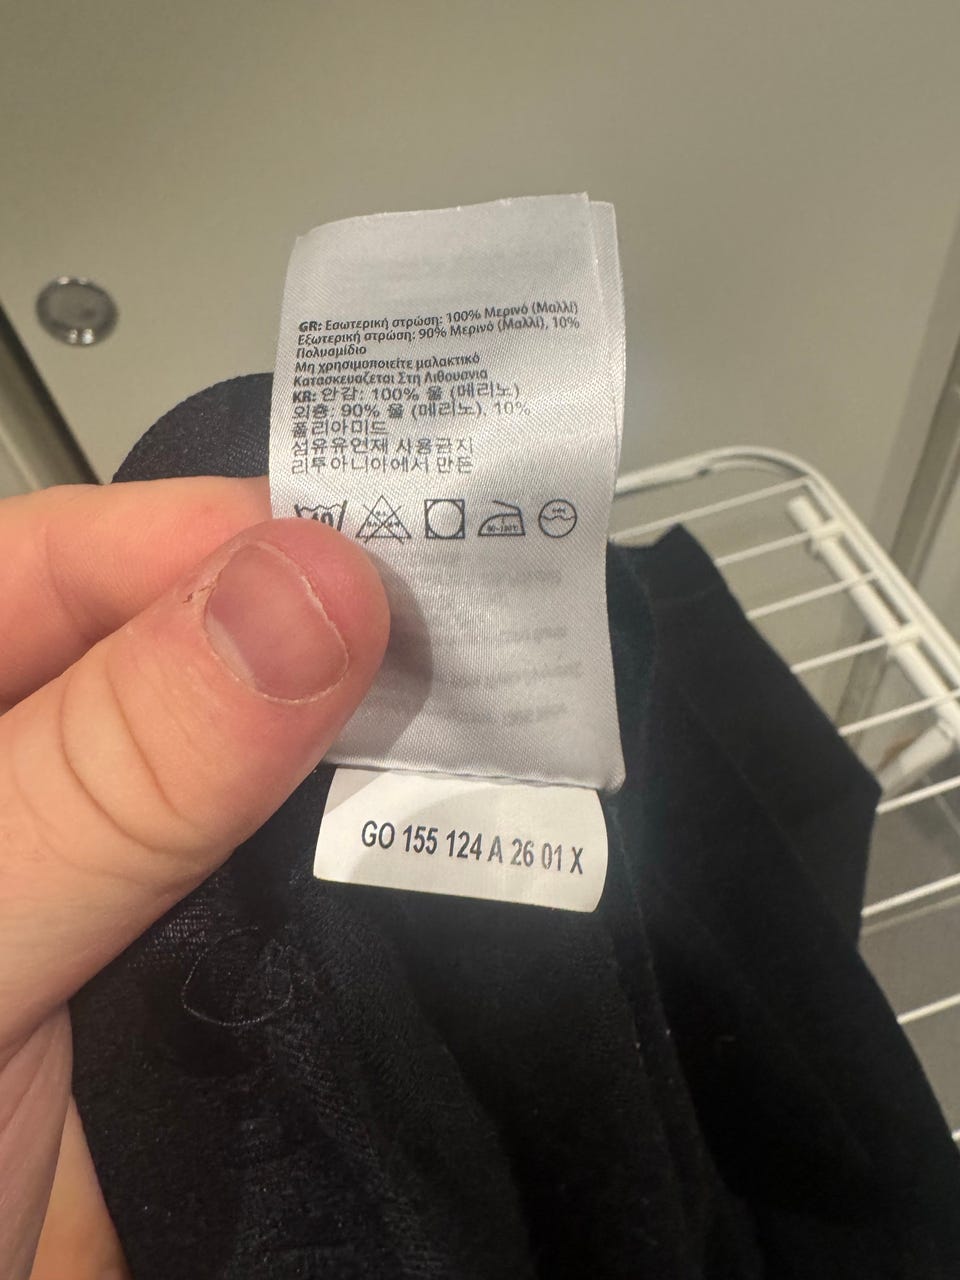 GR: Εσωτερική στρώση: 100% Μερινό (Μαλλί)
Εξωτερική στρώση: 90% Μερινό (Μαλλί), 10%
Πολυαμίδιο
Μη χρησιμοποιείτε μαλακτικό
Κατασκευαζεται Στη Λιθουανια
KR: 안감: 100% 울 (메리노)
외층: 90% 울 (메리노), 10%
폴리아미드
섬유유연제 사용금지
리투아니아에서 만든
40
GO 155 124 A 26 01 X